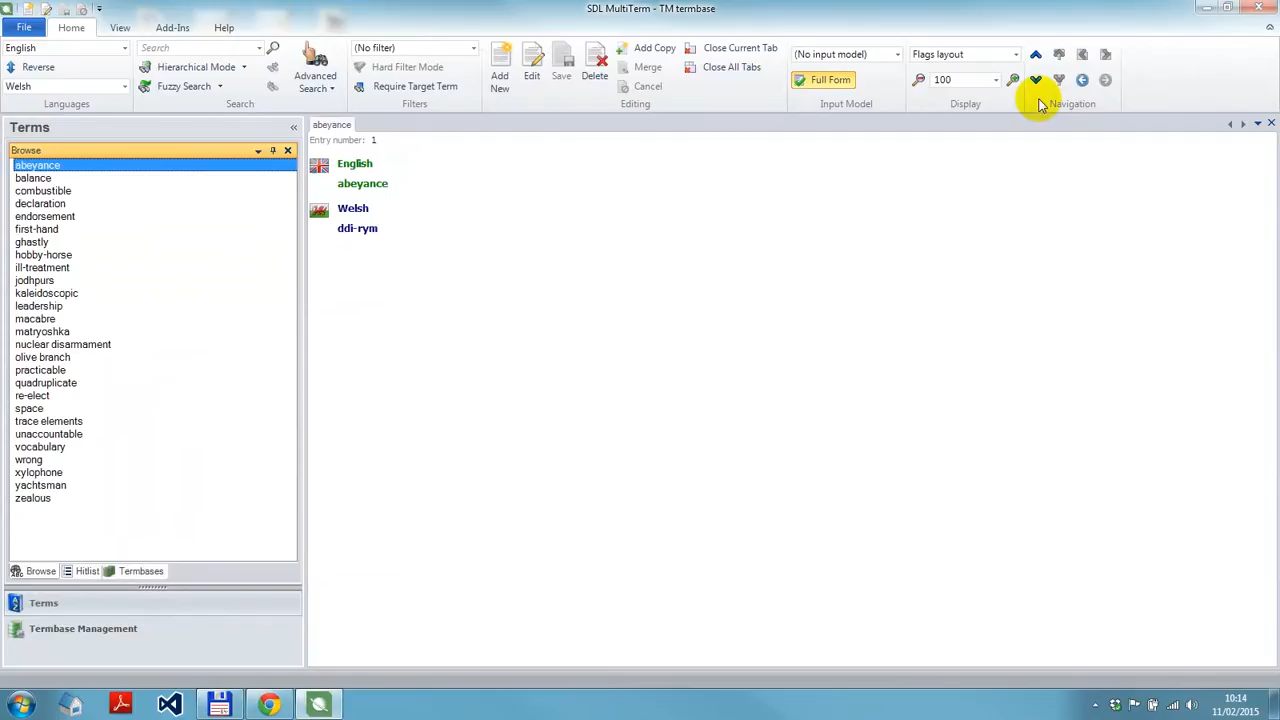 SDL MultiTerm - TM termbase
File Home View Add-Ins Help
English
Reverse
Welsh
Languages
Search
Hierarchical Mode
Fuzzy Search
Advanced
Search
Search
(No filter)
Hard Filter Mode
Require Target Term
Filters
Add
New
Edit
Save
Delete
Add Copy
Merge
Cancel
Close Current Tab
Close All Tabs
Editing
(No input model)
Full Form
Input Model
Flags layout
100
Display
Navigation
Terms
Browse
abeyance
balance
combustible
declaration
endorsement
first-hand
ghastly
hobby-horse
ill-treatment
jodhpurs
kaleidoscopic
leadership
macabre
matryoshka
nuclear disarmament
olive branch
practicable
quadruplicate
re-elect
space
trace elements
unaccountable
vocabulary
wrong
xylophone
yachtsman
zealous
Browse Hitlist Termbases
Terms
Termbase Management
abeyance
Entry number: 1
English
abeyance
Welsh
ddi-rym
10:14
11/02/2015